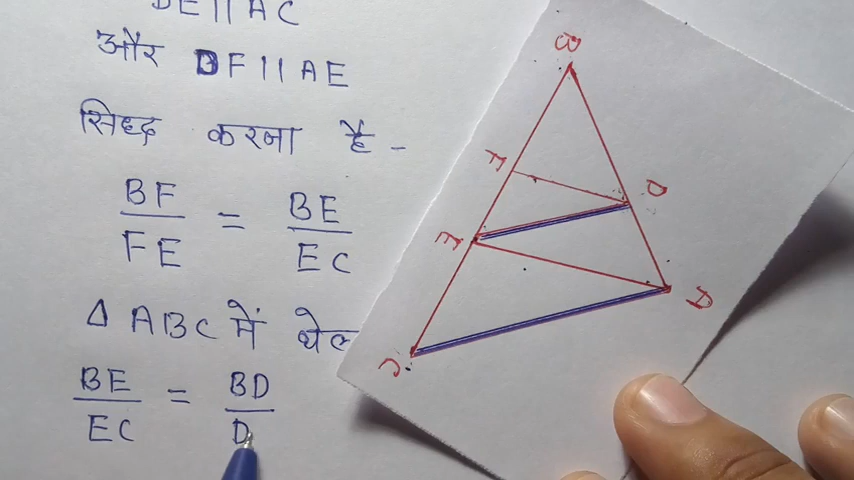 DE||AC
और DF||AE
सिध्द करना है -
BF/FE = BE/EC
Δ ABC में
BE/EC = BD/D
B
F
D
E
A
C